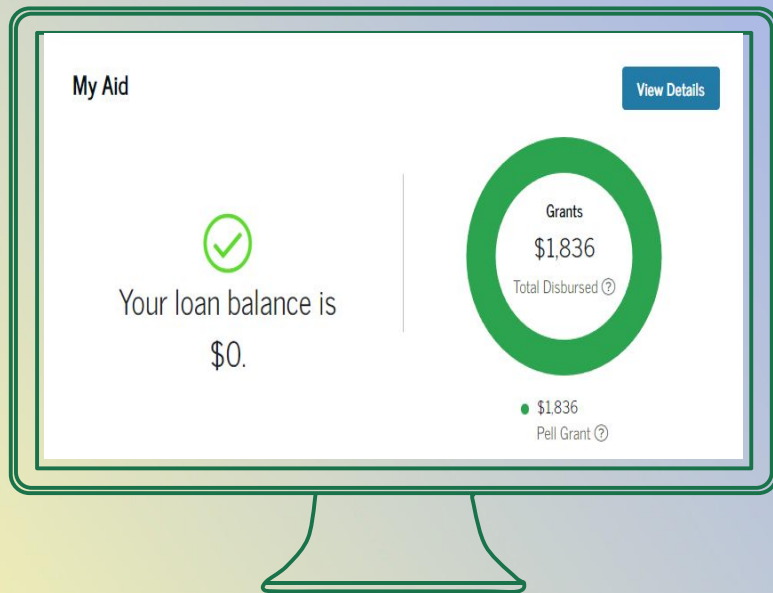 My Aid
View Details
Your loan balance is
$0.
Grants
$1,836
Total Disbursed ?
$1,836
Pell Grant ?